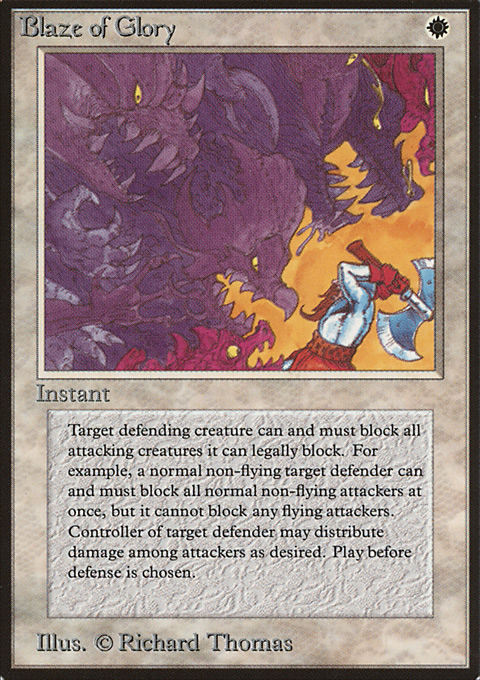 Blaze of Glory
Instant
Target defending creature can and must block all
attacking creatures it can legally block. For
example, a normal non-flying target defender can
and must block all normal non-flying attackers at
once, but it cannot block any flying attackers.
Controller of target defender may distribute
damage among attackers as desired. Play before
defense is chosen.
Illus. © Richard Thomas